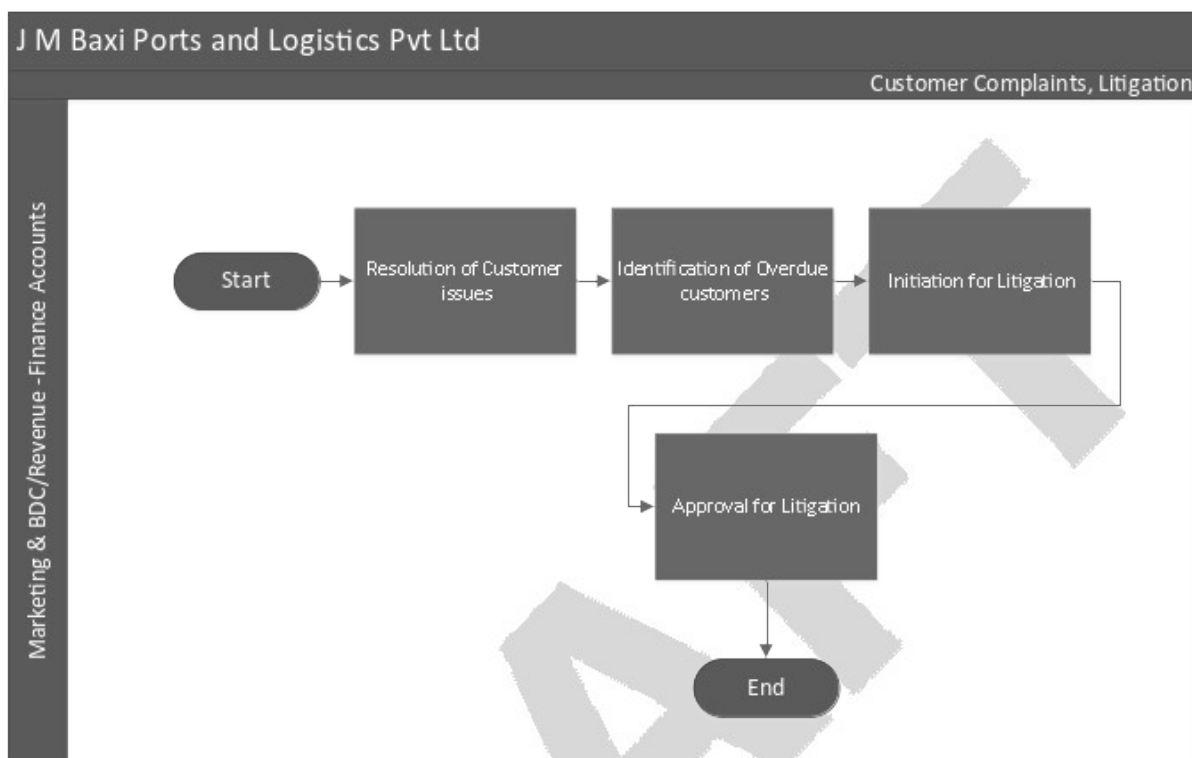 J M Baxi Ports and Logistics Pvt Ltd
Customer Complaints, Litigation
Marketing & BDC/Revenue -Finance Accounts
Start
Resolution of Customer
issues
Identification of Overdue
customers
Initiation for Litigation
Approval for Litigation
End